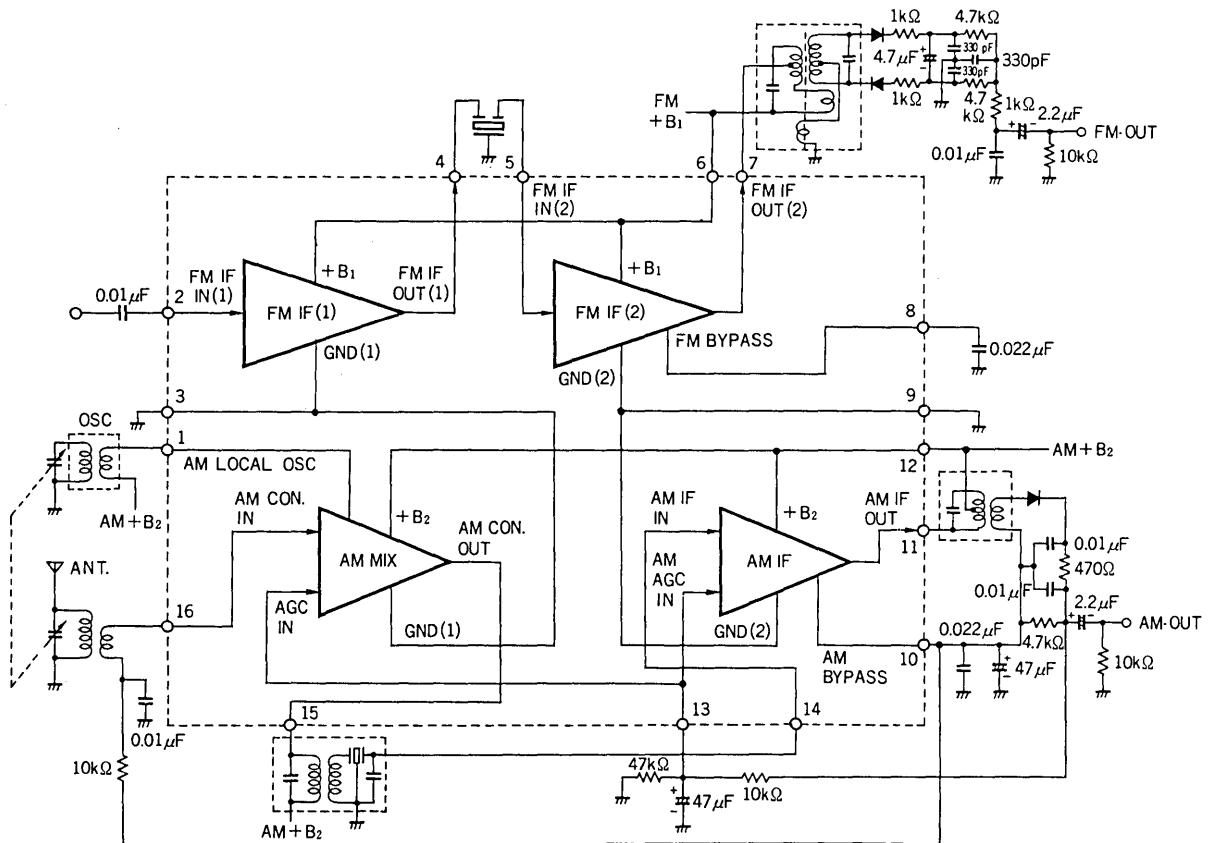 1kΩ
4.7kΩ
330 pF
4.7μF
+
-
330pF
330pF
1kΩ
4.7
kΩ
1kΩ
2.2μF
+ -
FM-OUT
0.01μF
10kΩ
FM
+B1
4
5
6
7
FM IF
IN(2)
FM IF
OUT(2)
+B1
+B1
0.01μF
2
FM IF
IN(1)
FM IF(1)
FM IF
OUT(1)
FM IF(2)
GND(1)
FM BYPASS
GND(2)
8
0.022μF
3
9
OSC
1
12
AM+B2
AM LOCAL OSC
AM+B2
AM CON.
IN
+B2
AM CON.
OUT
AM IF
IN
+B2
AM IF
OUT
11
AM MIX
AM IF
AM
AGC
IN
0.01μF
470Ω
0.01μF
ANT.
16
AGC
IN
GND(1)
GND(2)
2.2μF
+ -
AM-OUT
4.7kΩ
AM
BYPASS
10
0.022μF
+
-
47μF
10kΩ
0.01μF
15
13
14
10kΩ
47kΩ
+
-
47μF
10kΩ
AM+B2